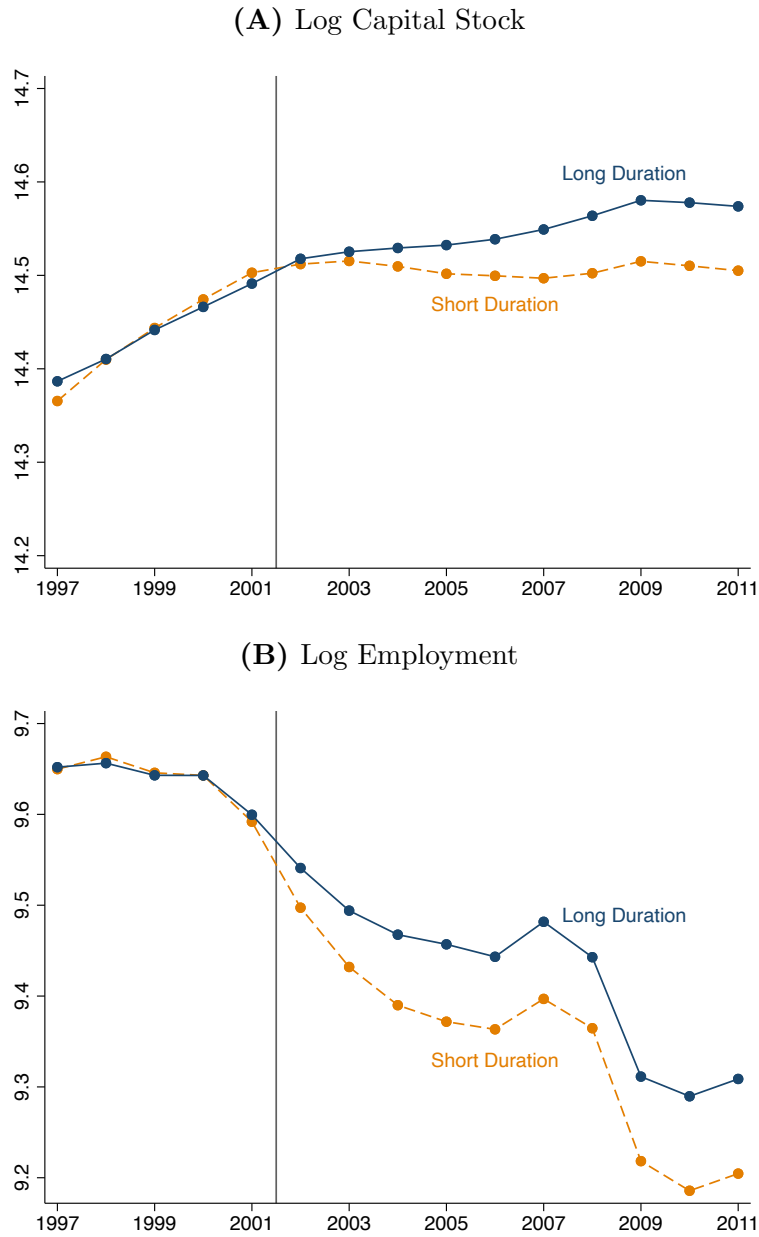 (A) Log Capital Stock
14.7
14.6
14.5
14.4
14.3
14.2
Long Duration
Short Duration
1997 1999 2001 2003 2005 2007 2009 2011
(B) Log Employment
9.7
9.6
9.5
9.4
9.3
9.2
Long Duration
Short Duration
1997 1999 2001 2003 2005 2007 2009 2011